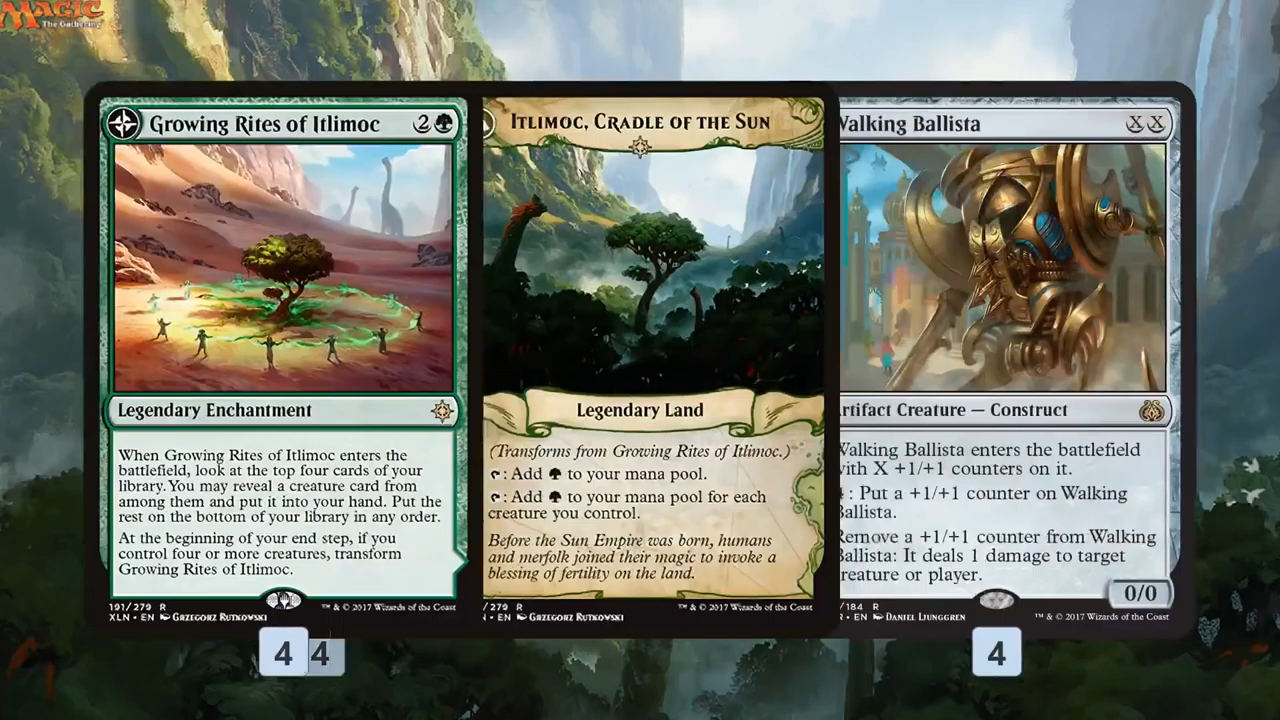 MAGIC
The Gathering
Growing Rites of Itlimoc 2
Legendary Enchantment
When Growing Rites of Itlimoc enters the
battlefield, look at the top four cards of your
library. You may reveal a creature card from
among them and put it into your hand. Put the
rest on the bottom of your library in any order.
At the beginning of your end step, if you
control four or more creatures, transform
Growing Rites of Itlimoc.
191/279 R
XLN • EN Grzegorz Rutkowski
™ & © 2017 Wizards of the Coast
4 4
Itlimoc, Cradle of the Sun
Legendary Land
(Transforms from Growing Rites of Itlimoc.)
: Add to your mana pool.
: Add to your mana pool for each
creature you control.
Before the Sun Empire was born, humans
and merfolk joined their magic to invoke a
blessing of fertility on the land.
/279 R
• EN Grzegorz Rutkowski
™ & © 2017 Wizards of the Coast
Walking Ballista X X
Artifact Creature — Construct
Walking Ballista enters the battlefield
with X +1/+1 counters on it.
: Put a +1/+1 counter on Walking
Ballista.
Remove a +1/+1 counter from Walking
Ballista: It deals 1 damage to target
creature or player.
0/0
/184 R
• EN Daniel Ljunggren
™ & © 2017 Wizards of the Coast
4